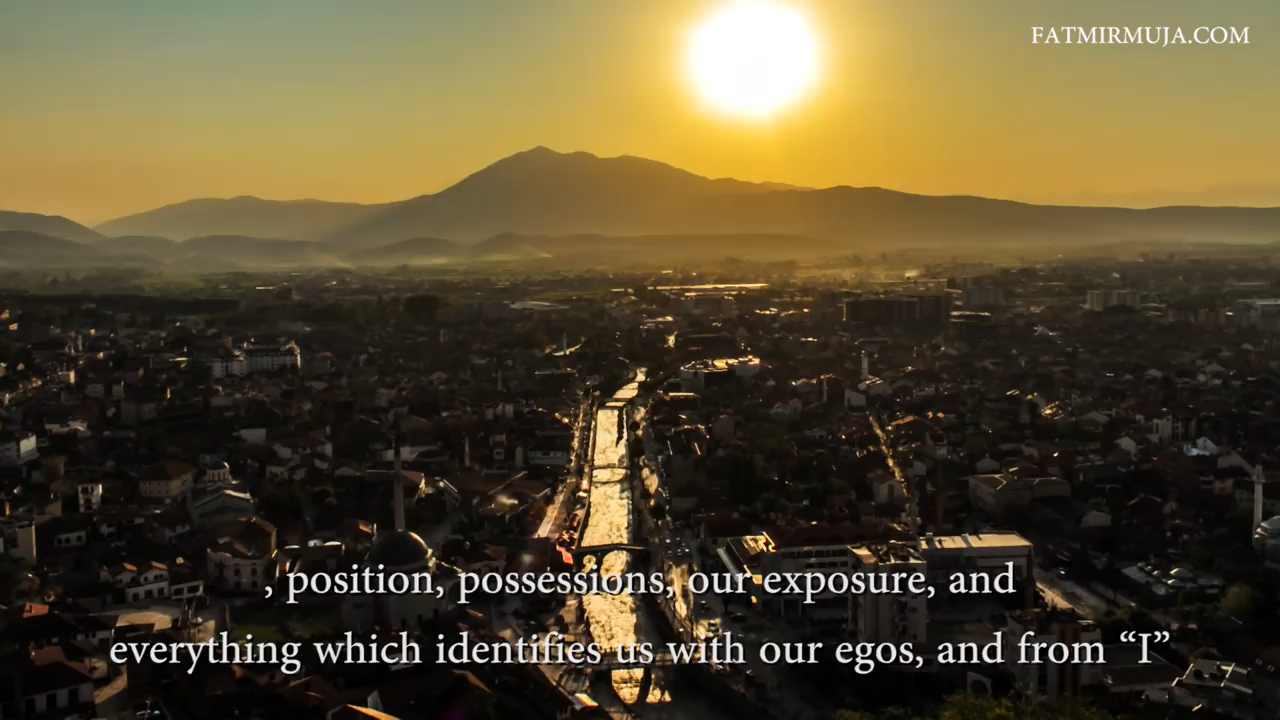 FATMIRMUJA.COM
, position, possessions, our exposure, and
everything which identifies us with our egos, and from “I”